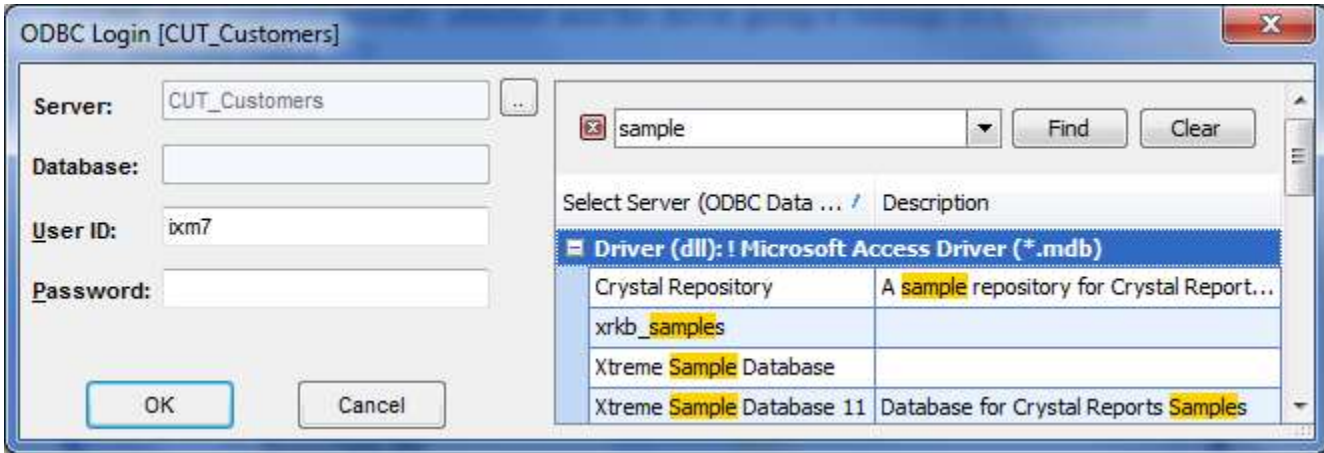 ODBC Login [CUT_Customers]
Server: CUT_Customers ..
Database:
User ID: ixm7
Password:
OK Cancel
sample Find Clear
Select Server (ODBC Data ... / Description
Driver (dll): ! Microsoft Access Driver (*.mdb)
Crystal Repository A sample repository for Crystal Report...
xrkb_samples
Xtreme Sample Database
Xtreme Sample Database 11 Database for Crystal Reports Samples